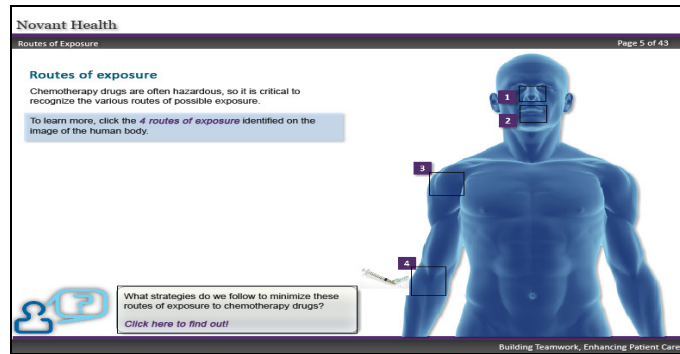 Novant Health
Routes of Exposure
Page 5 of 43
Routes of exposure
Chemotherapy drugs are often hazardous, so it is critical to
recognize the various routes of possible exposure.
To learn more, click the 4 routes of exposure identified on the
image of the human body.
1
2
3
4
?
What strategies do we follow to minimize these
routes of exposure to chemotherapy drugs?
Click here to find out!
Building Teamwork, Enhancing Patient Care